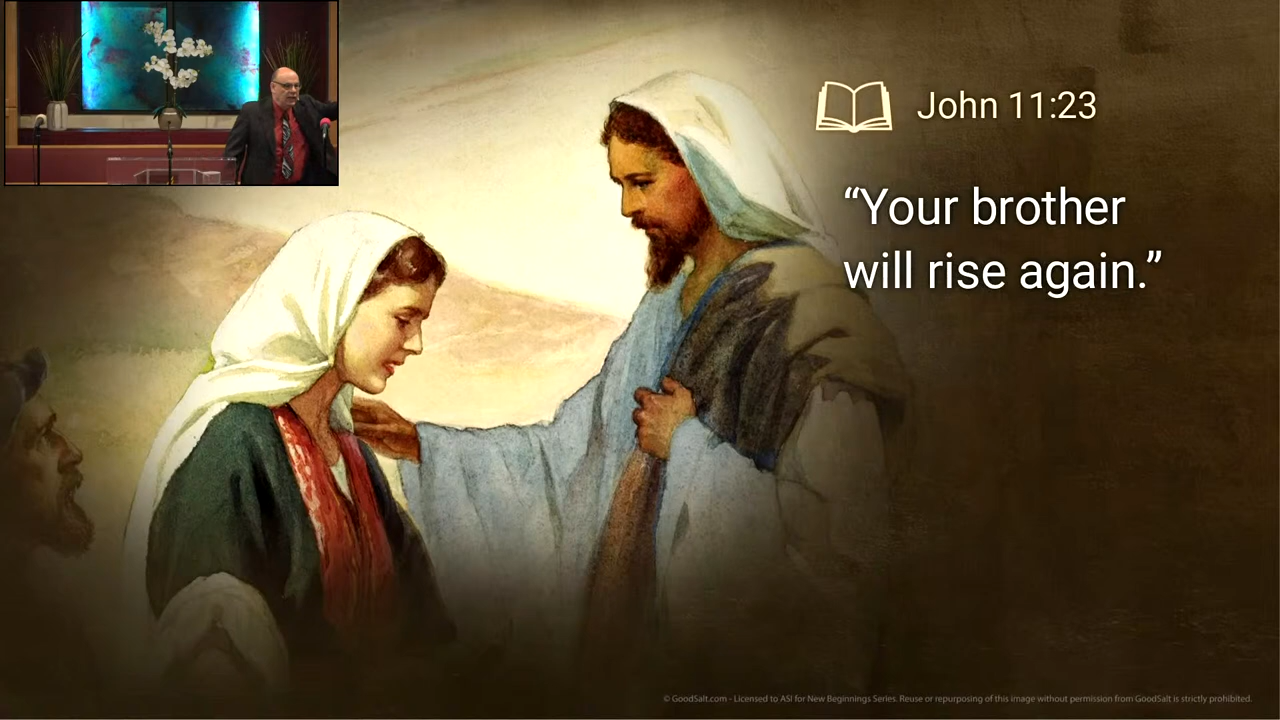 John 11:23
“Your brother
will rise again.”
© GoodSalt.com - Licensed to ASI for New Beginnings Series. Reuse or repurposing of this image without permission from GoodSalt is strictly prohibited.